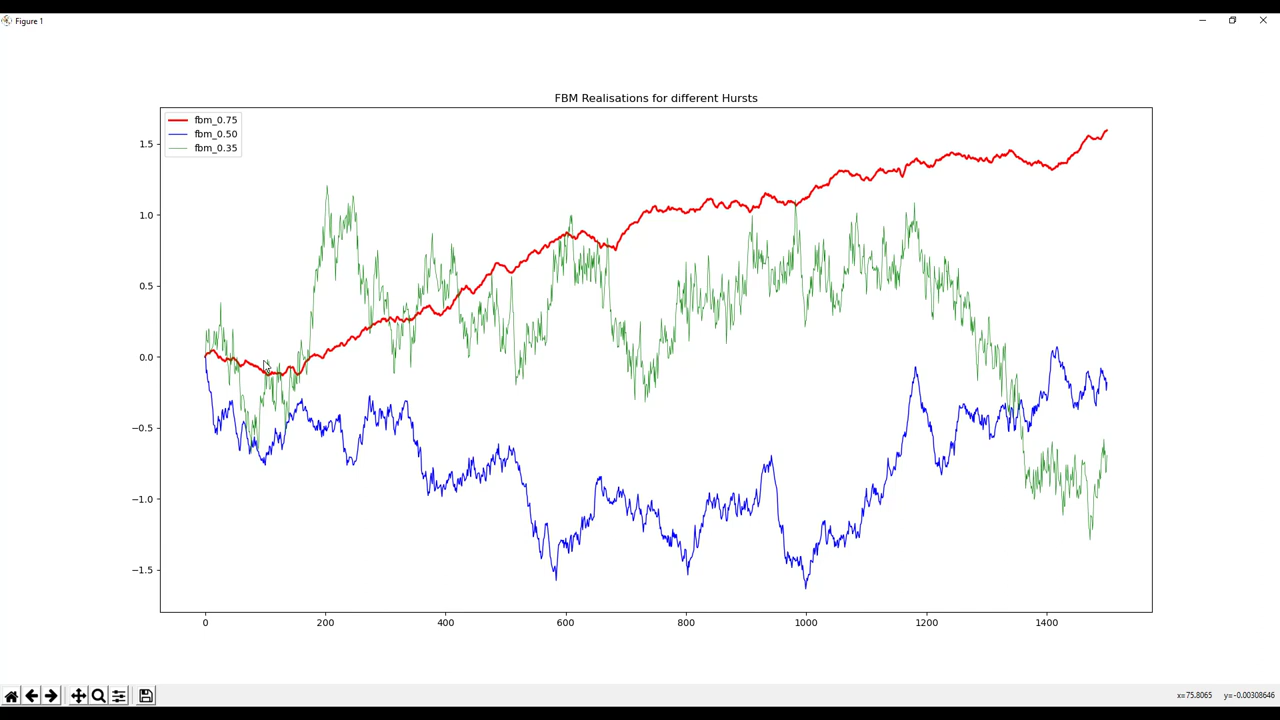 Figure 1
FBM Realisations for different Hursts
fbm_0.75
fbm_0.50
fbm_0.35
1.5
1.0
0.5
0.0
−0.5
−1.0
−1.5
0 200 400 600 800 1000 1200 1400
x=75.8065 y=-0.00308646